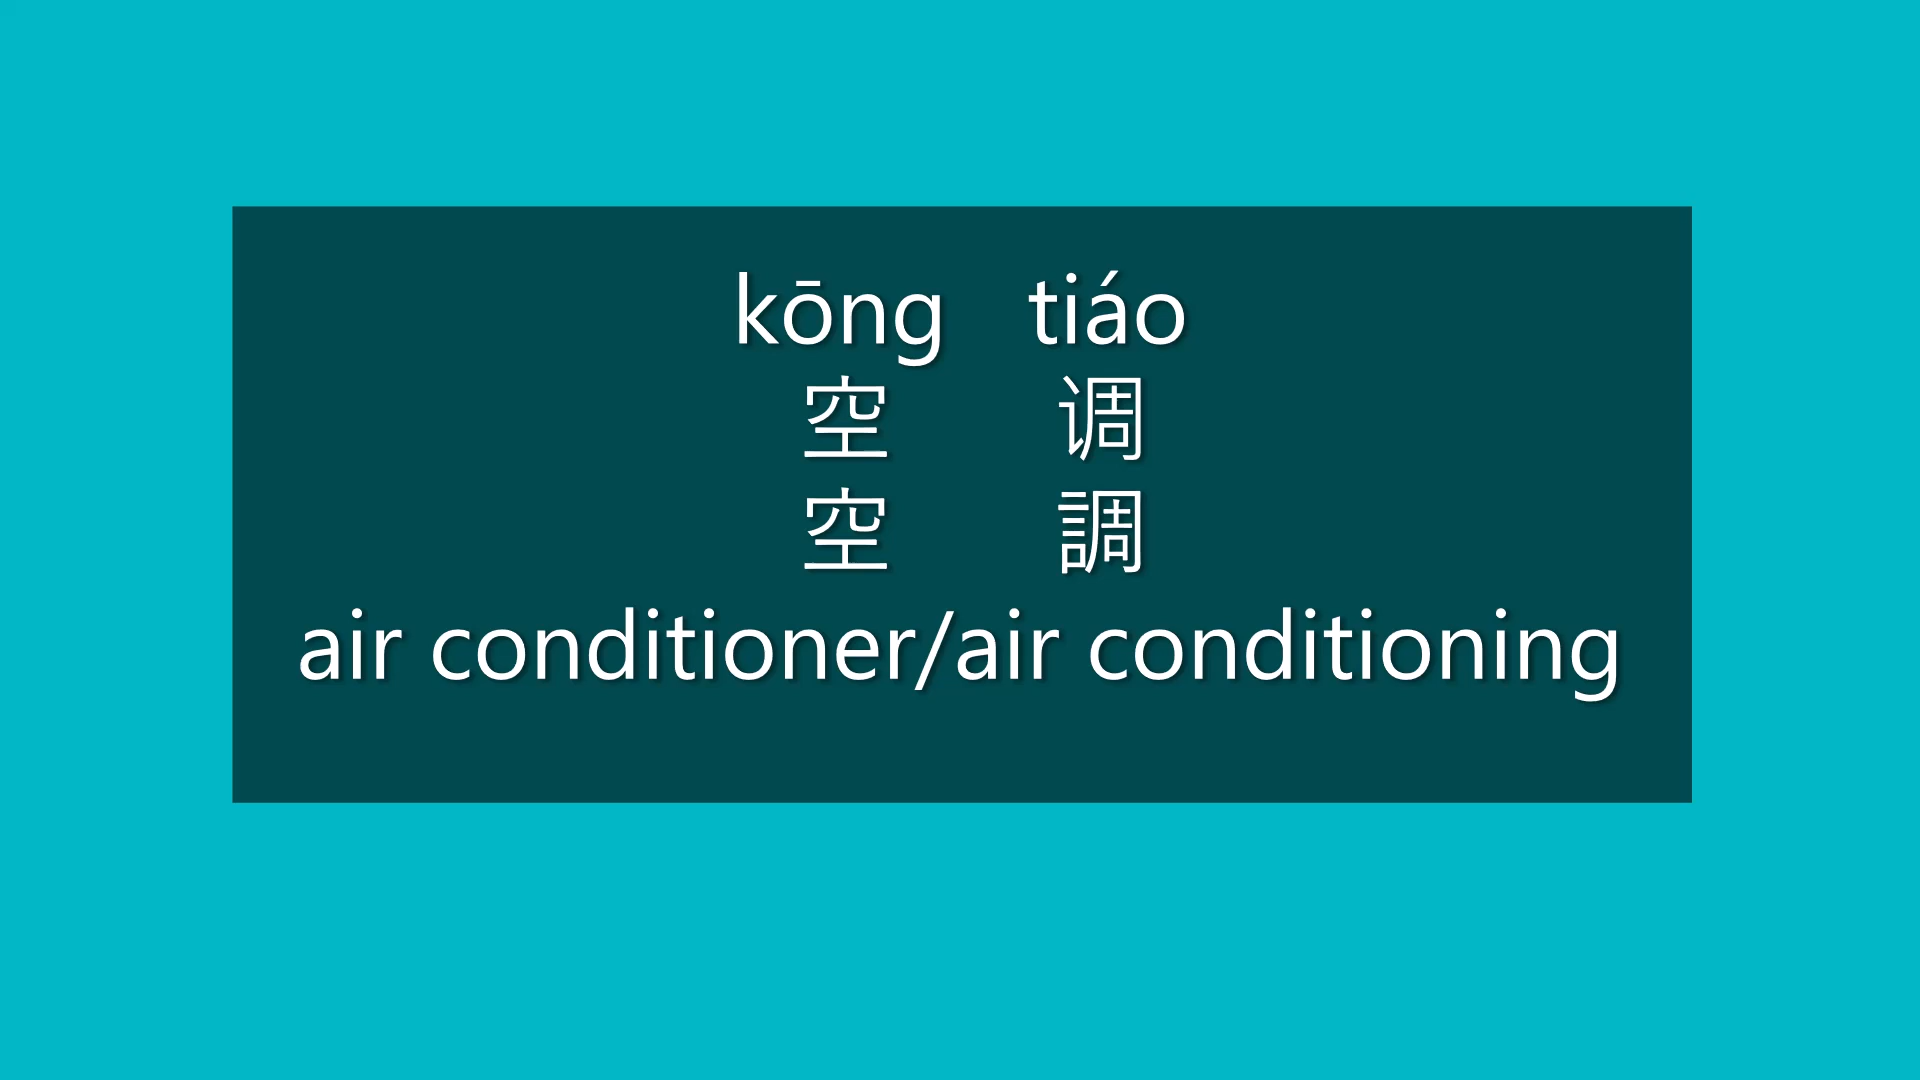 kōng tiáo
空 调
空 調
air conditioner/air conditioning